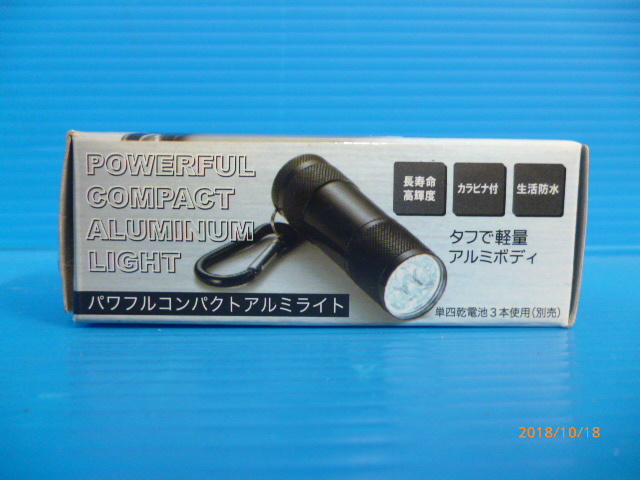 POWERFUL
COMPACT
ALUMINUM
LIGHT
パワフルコンパクトアルミライト
長寿命
高輝度
カラビナ付
生活防水
タフで軽量
アルミボディ
単四乾電池3本使用(別売)
2018/10/18